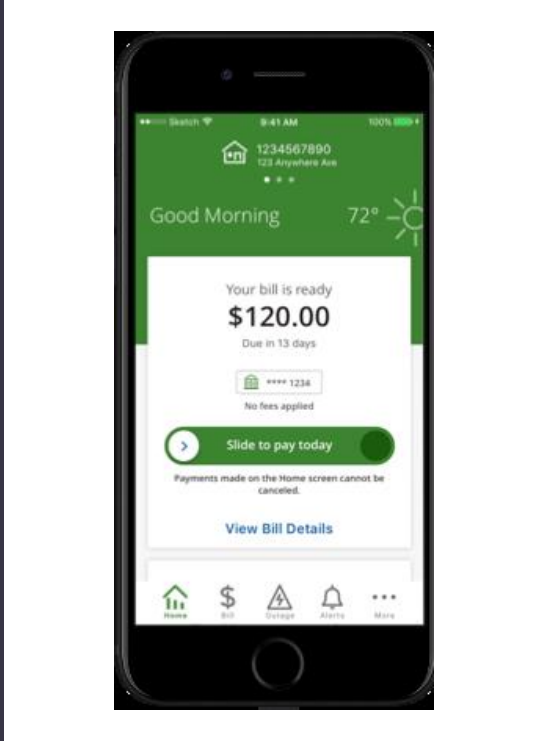 Sketch 9:41 AM 100%
1234567890
123 Anywhere Ave
Good Morning 72°
Your bill is ready
$120.00
Due in 13 days
**** 1234
No fees applied
Slide to pay today
Payments made on the Home screen cannot be
canceled.
View Bill Details
Home Bill Outage Alerts More